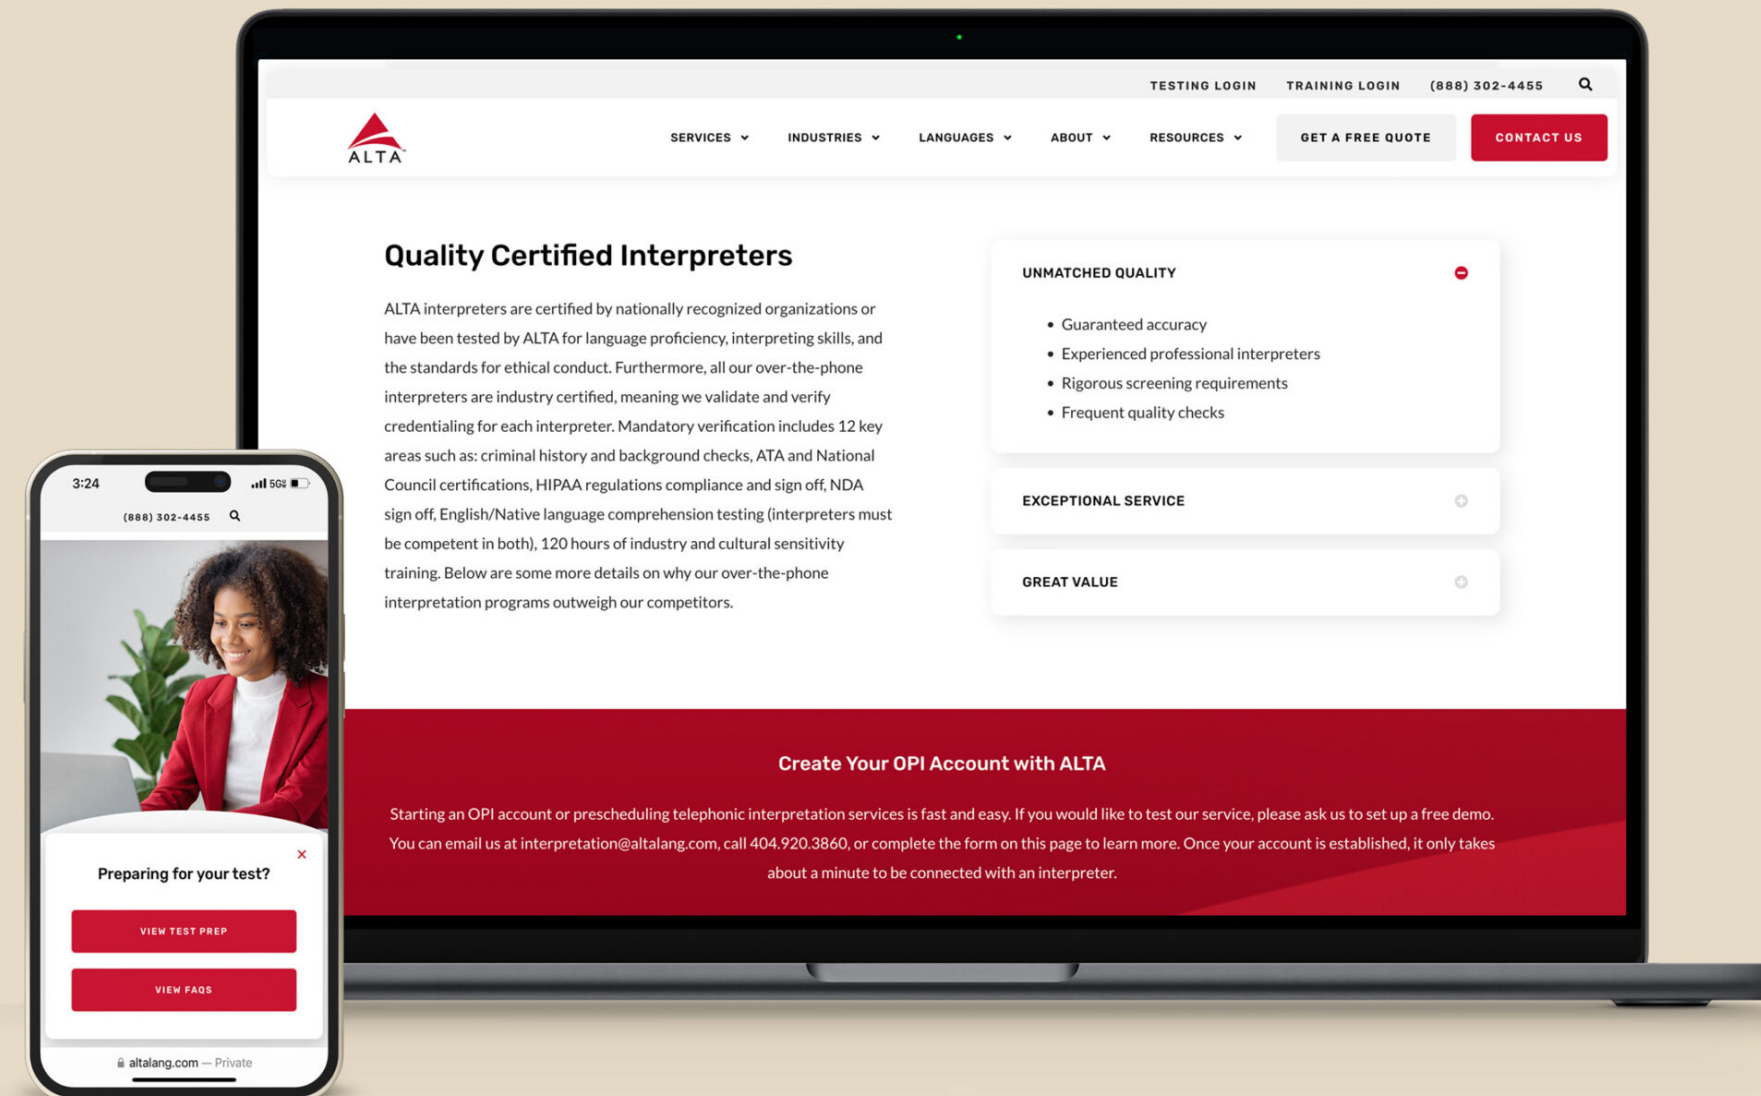 TESTING LOGIN TRAINING LOGIN (888) 302-4455
ALTA
SERVICES INDUSTRIES LANGUAGES ABOUT RESOURCES GET A FREE QUOTE CONTACT US
Quality Certified Interpreters
ALTA interpreters are certified by nationally recognized organizations or
have been tested by ALTA for language proficiency, interpreting skills, and
the standards for ethical conduct. Furthermore, all our over-the-phone
interpreters are industry certified, meaning we validate and verify
credentialing for each interpreter. Mandatory verification includes 12 key
areas such as: criminal history and background checks, ATA and National
Council certifications, HIPAA regulations compliance and sign off, NDA
sign off, English/Native language comprehension testing (interpreters must
be competent in both), 120 hours of industry and cultural sensitivity
training. Below are some more details on why our over-the-phone
interpretation programs outweigh our competitors.
UNMATCHED QUALITY
• Guaranteed accuracy
• Experienced professional interpreters
• Rigorous screening requirements
• Frequent quality checks
EXCEPTIONAL SERVICE
GREAT VALUE
Create Your OPI Account with ALTA
Starting an OPI account or prescheduling telephonic interpretation services is fast and easy. If you would like to test our service, please ask us to set up a free demo.
You can email us at interpretation@altalang.com, call 404.920.3860, or complete the form on this page to learn more. Once your account is established, it only takes
about a minute to be connected with an interpreter.
3:24
(888) 302-4455
Preparing for your test?
VIEW TEST PREP
VIEW FAQS
altalang.com — Private